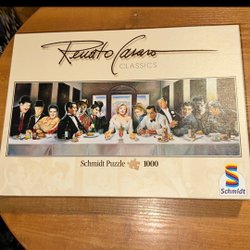 Renato Casaro
CLASSICS
Schmidt Puzzle 1000
Schmidt